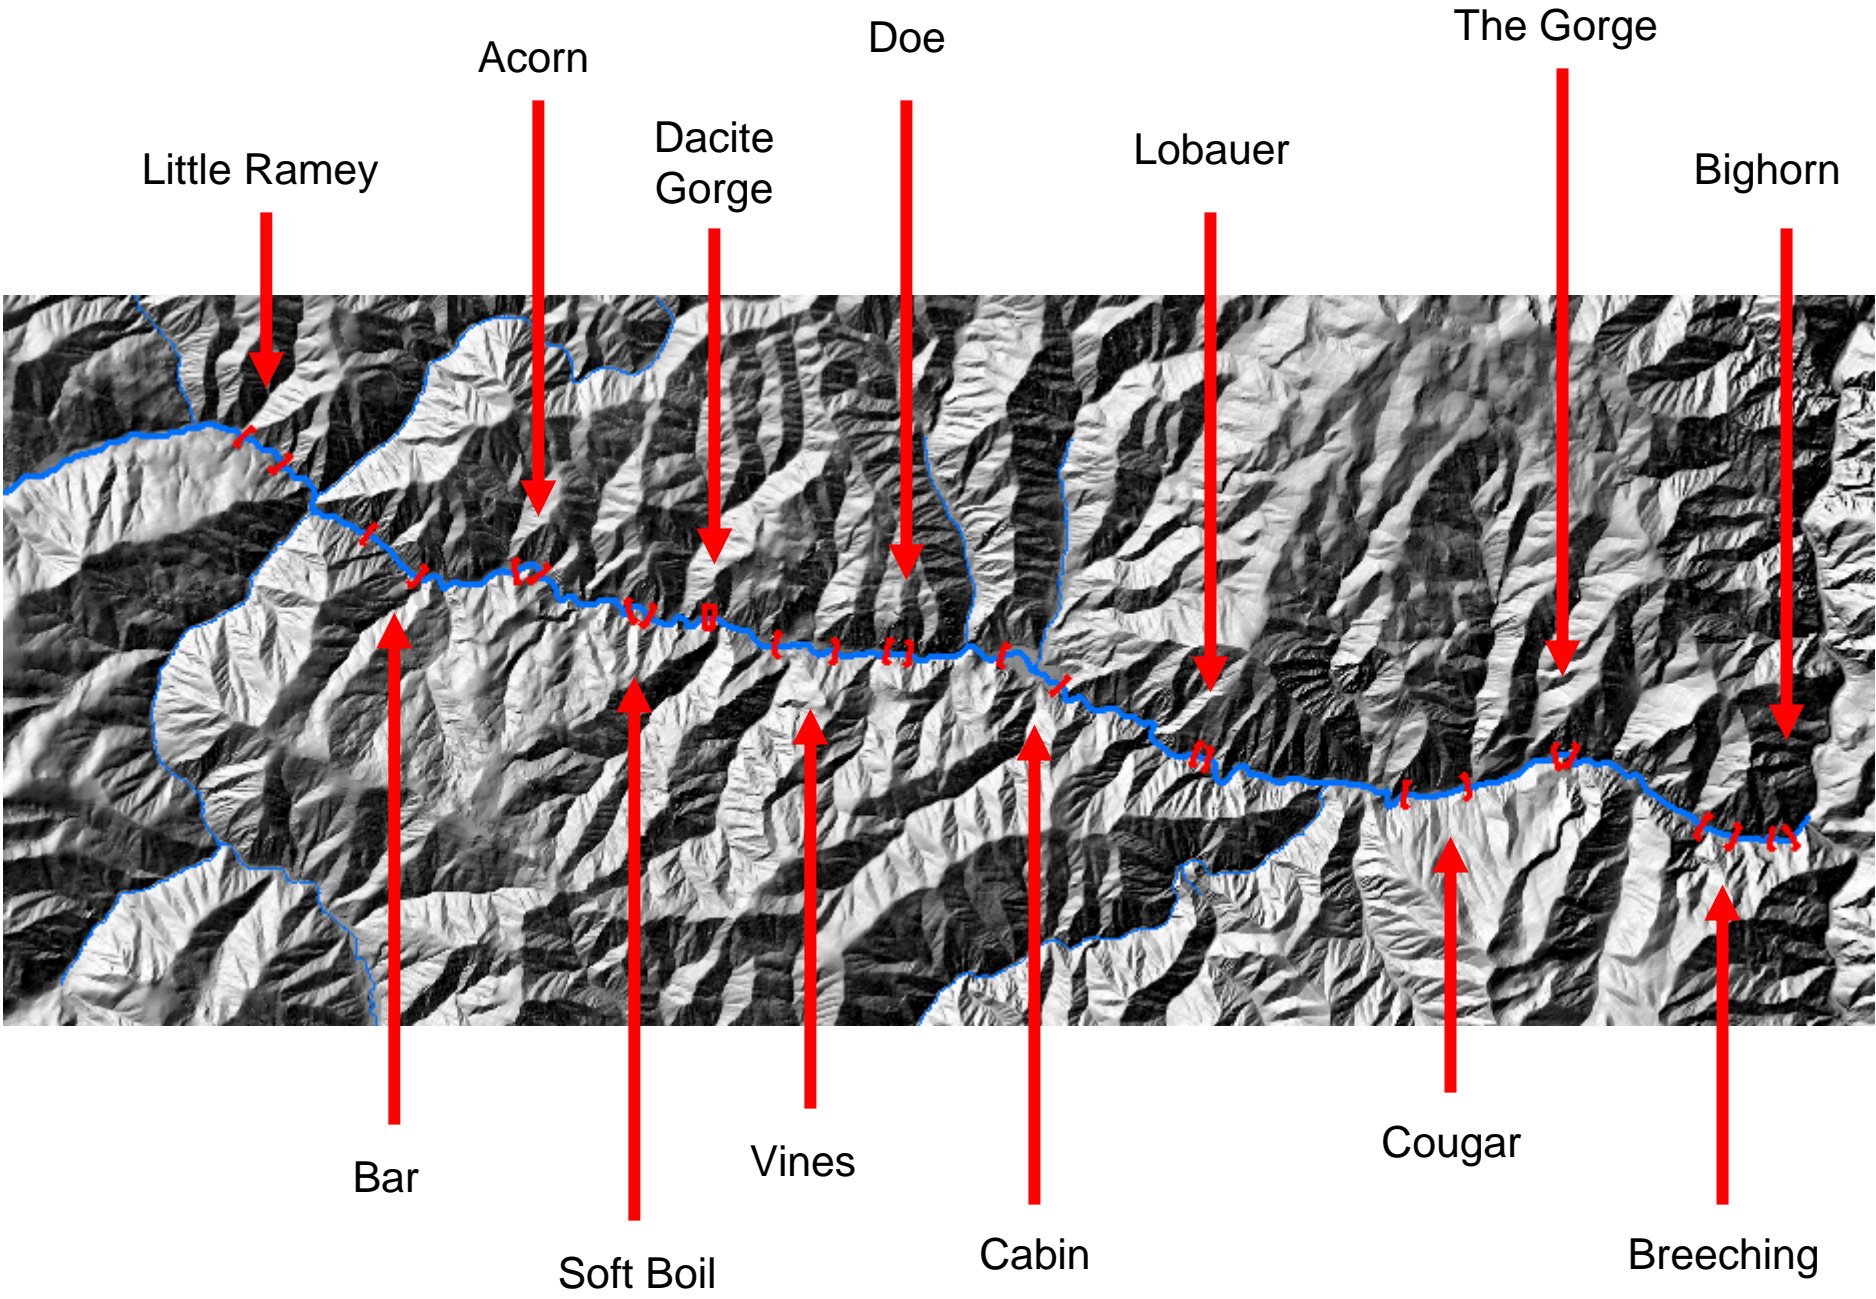 The Gorge
Doe
Acorn
Dacite
Gorge
Lobauer
Little Ramey
Bighorn
Cougar
Vines
Bar
Cabin
Breeching
Soft Boil